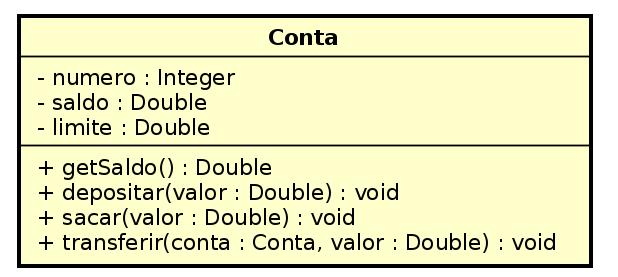 Conta
- numero : Integer
- saldo : Double
- limite : Double
+ getSaldo() : Double
+ depositar(valor : Double) : void
+ sacar(valor : Double) : void
+ transferir(conta : Conta, valor : Double) : void